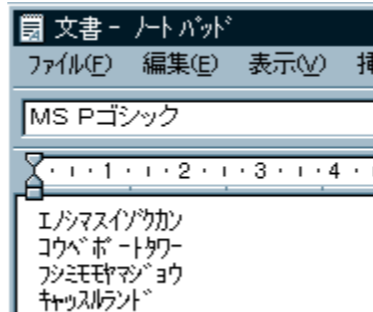 文書 - ﾉｰﾄ ﾊﾟｯﾄﾞ
ﾌｧｲﾙ(F) 編集(E) 表示(V) 挿
MS Pゴシック
1 2 3 4
ｴﾉｼﾏｽｲｿﾞｸｶﾝ
ｺｳﾍﾞﾎﾟｰﾄﾀﾜｰ
ﾌｼﾐﾓﾓﾔﾏｼﾞｮｳ
ｷｬｯｽﾙﾗﾝﾄﾞ